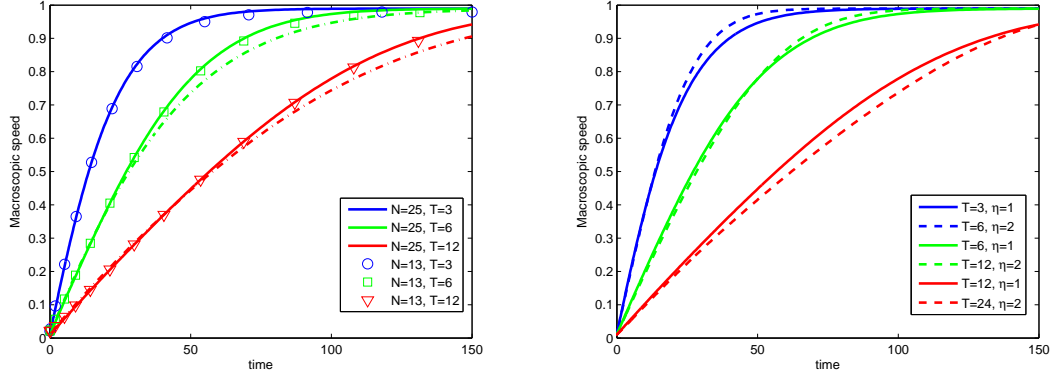 1
0.9
0.8
0.7
0.6
0.5
0.4
0.3
0.2
0.1
0
Macroscopic speed
0
50
100
150
time
N=25, T=3
N=25, T=6
N=25, T=12
N=13, T=3
N=13, T=6
N=13, T=12
1
0.9
0.8
0.7
0.6
0.5
0.4
0.3
0.2
0.1
0
Macroscopic speed
0
50
100
150
time
T=3, η=1
T=6, η=2
T=6, η=1
T=12, η=2
T=12, η=1
T=24, η=2